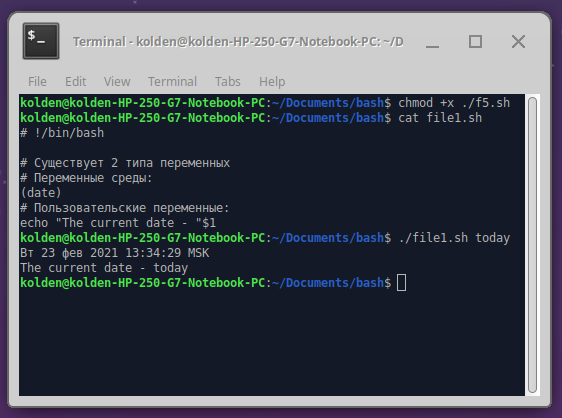 $_
Terminal - kolden@kolden-HP-250-G7-Notebook-PC: ~/D
File Edit View Terminal Tabs Help
kolden@kolden-HP-250-G7-Notebook-PC:~/Documents/bash$ chmod +x ./f5.sh
kolden@kolden-HP-250-G7-Notebook-PC:~/Documents/bash$ cat file1.sh
# !/bin/bash
# Существует 2 типа переменных
# Переменные среды:
(date)
# Пользовательские переменные:
echo "The current date - "$1
kolden@kolden-HP-250-G7-Notebook-PC:~/Documents/bash$ ./file1.sh today
Вт 23 фев 2021 13:34:29 MSK
The current date - today
kolden@kolden-HP-250-G7-Notebook-PC:~/Documents/bash$